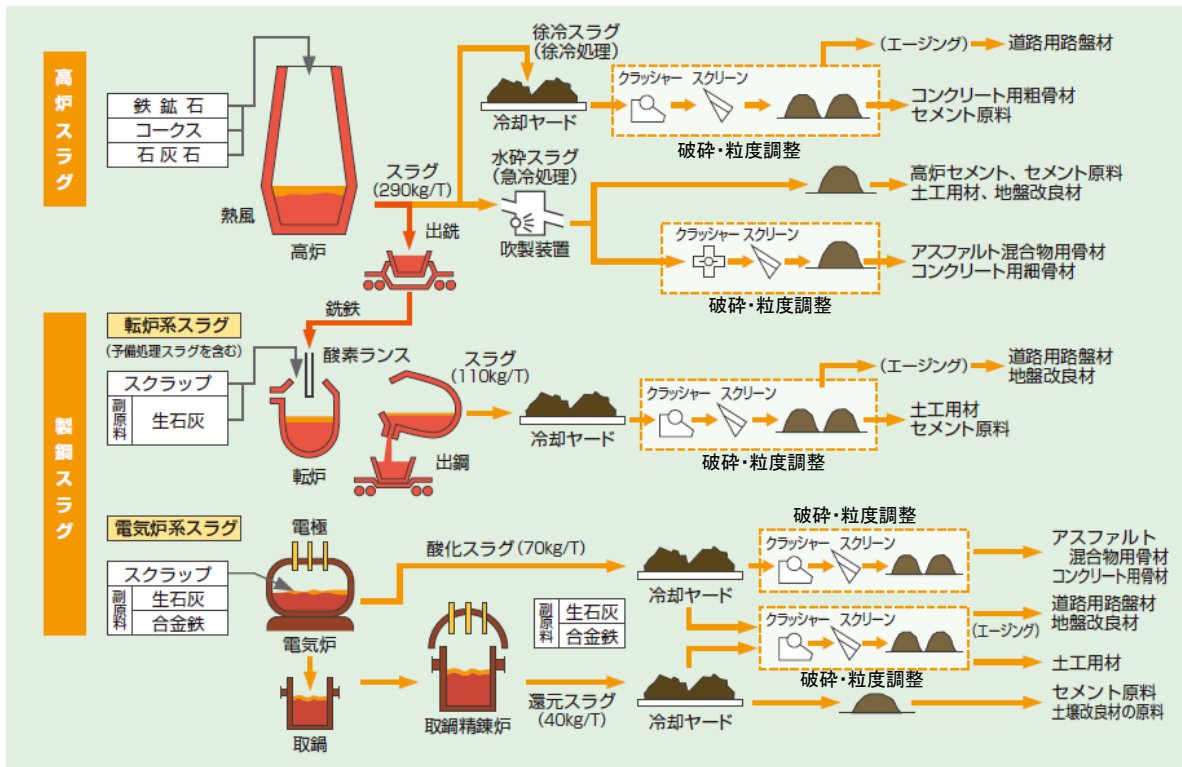 高炉スラグ
鉄鉱石
コークス
石灰石
熱風
高炉
スラグ
(290kg/T)
出銑
銑鉄
徐冷スラグ
(徐冷処理)
冷却ヤード
クラッシャー スクリーン
破砕・粒度調整
(エージング)
道路用路盤材
コンクリート用粗骨材
セメント原料
水砕スラグ
(急冷処理)
吹製装置
高炉セメント、セメント原料
土工用材、地盤改良材
クラッシャー スクリーン
破砕・粒度調整
アスファルト混合物用骨材
コンクリート用細骨材
製鋼スラグ
転炉系スラグ
(予備処理スラグを含む)
スクラップ
副原料
生石灰
酸素ランス
転炉
出鋼
スラグ
(110kg/T)
冷却ヤード
クラッシャー スクリーン
破砕・粒度調整
(エージング)
道路用路盤材
地盤改良材
土工用材
セメント原料
電気炉系スラグ
スクラップ
副原料
生石灰
合金鉄
電極
電気炉
取鍋
酸化スラグ(70kg/T)
副原料
生石灰
合金鉄
取鍋精錬炉
還元スラグ
(40kg/T)
冷却ヤード
冷却ヤード
破砕・粒度調整
クラッシャー スクリーン
アスファルト
混合物用骨材
コンクリート用骨材
クラッシャー スクリーン
破砕・粒度調整
(エージング)
道路用路盤材
地盤改良材
土工用材
セメント原料
土壌改良材の原料